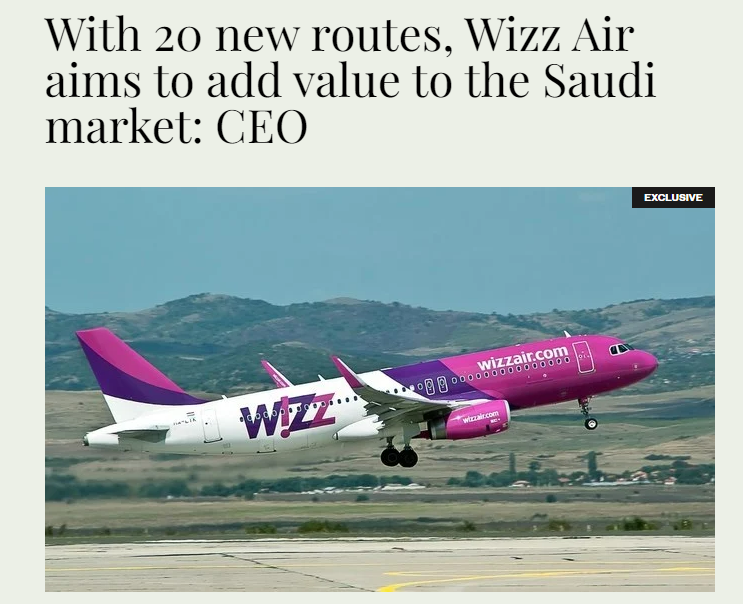 With 20 new routes, Wizz Air
aims to add value to the Saudi
market: CEO
EXCLUSIVE
wizzair.com
WIZZ
wizzair.com